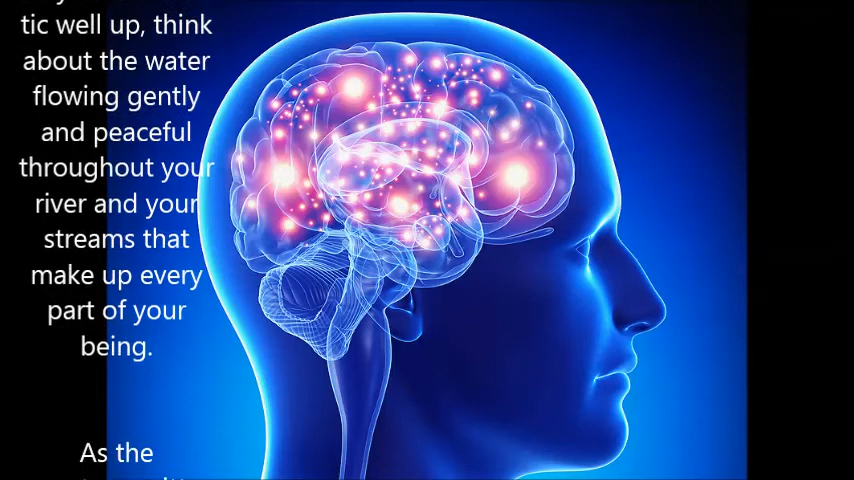 tic well up, think
about the water
flowing gently
and peaceful
throughout your
river and your
streams that
make up every
part of your
being.
As the